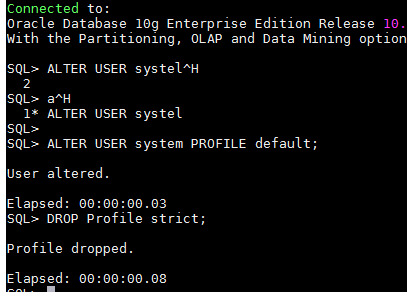 Connected to:
Oracle Database 10g Enterprise Edition Release 10.
With the Partitioning, OLAP and Data Mining option
SQL> ALTER USER systel^H
2
SQL> a^H
1* ALTER USER systel
SQL>
SQL> ALTER USER system PROFILE default;
User altered.
Elapsed: 00:00:00.03
SQL> DROP Profile strict;
Profile dropped.
Elapsed: 00:00:00.08
SQL>